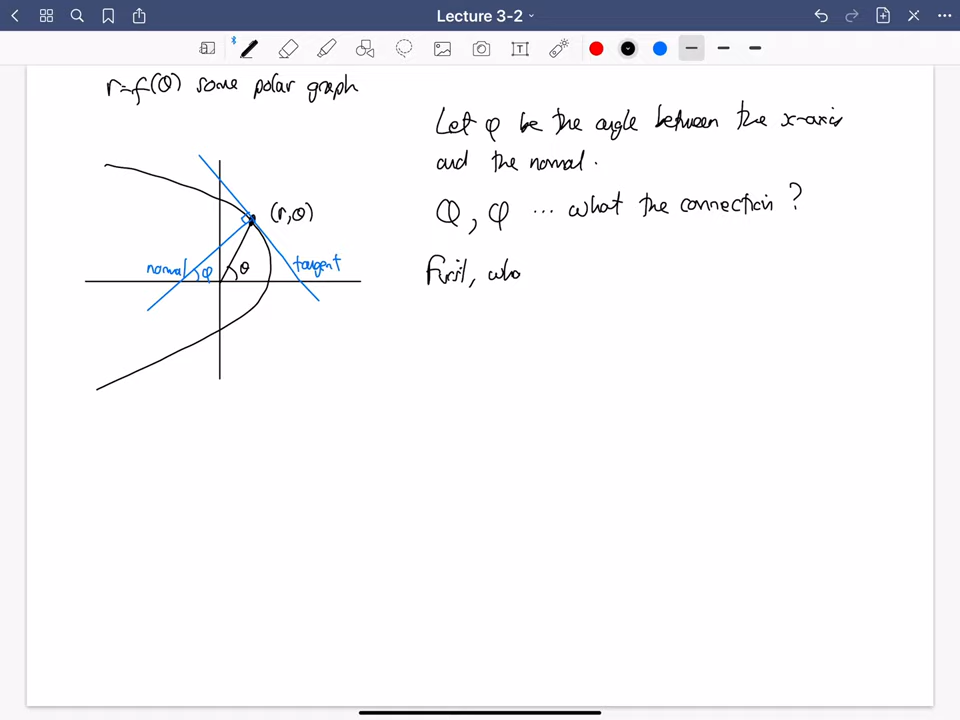 Lecture 3-2
r=f(θ) some polar graph
Let φ be the angle between the x-axis
and the normal.
θ, φ ... what the connection?
First, wha
(r,θ)
normal
φ
θ
tangent